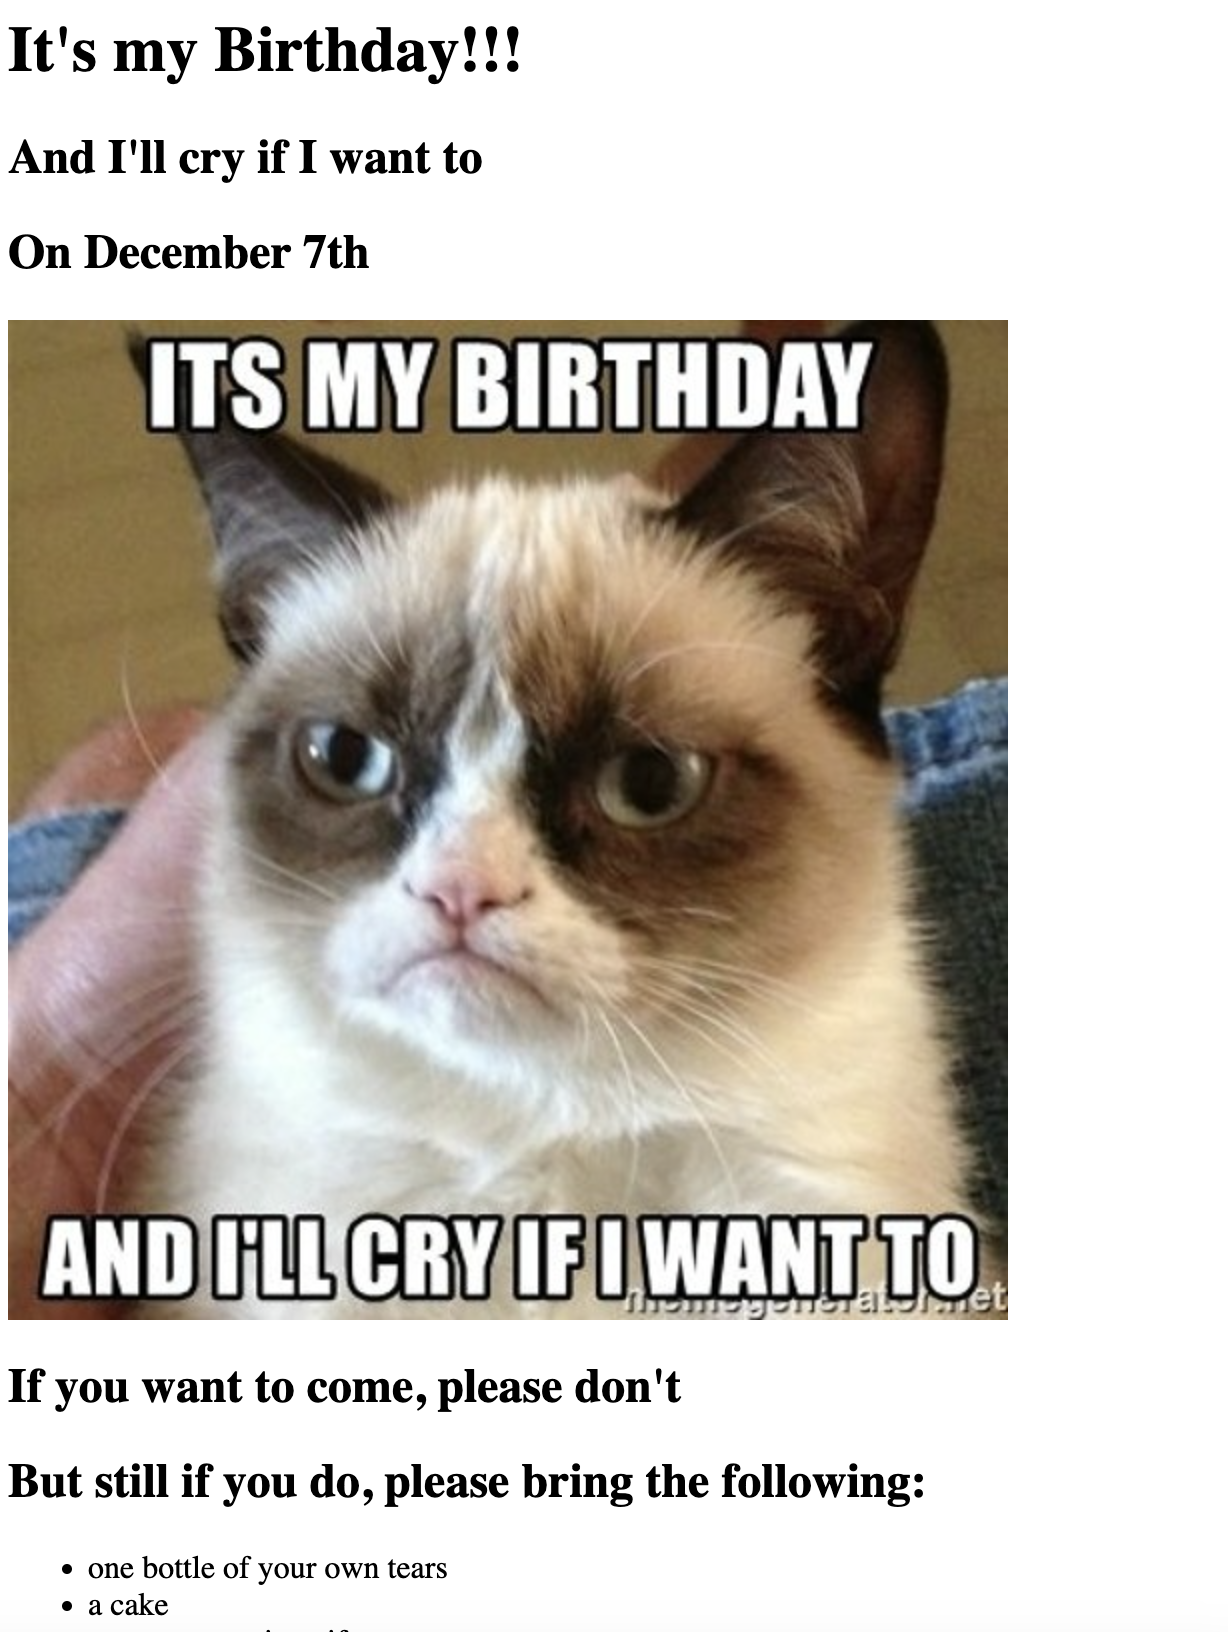 It's my Birthday!!!
And I'll cry if I want to
On December 7th
ITS MY BIRTHDAY
AND I'LL CRY IF I WANT TO
memegenerator.net
If you want to come, please don't
But still if you do, please bring the following:
• one bottle of your own tears
• a cake